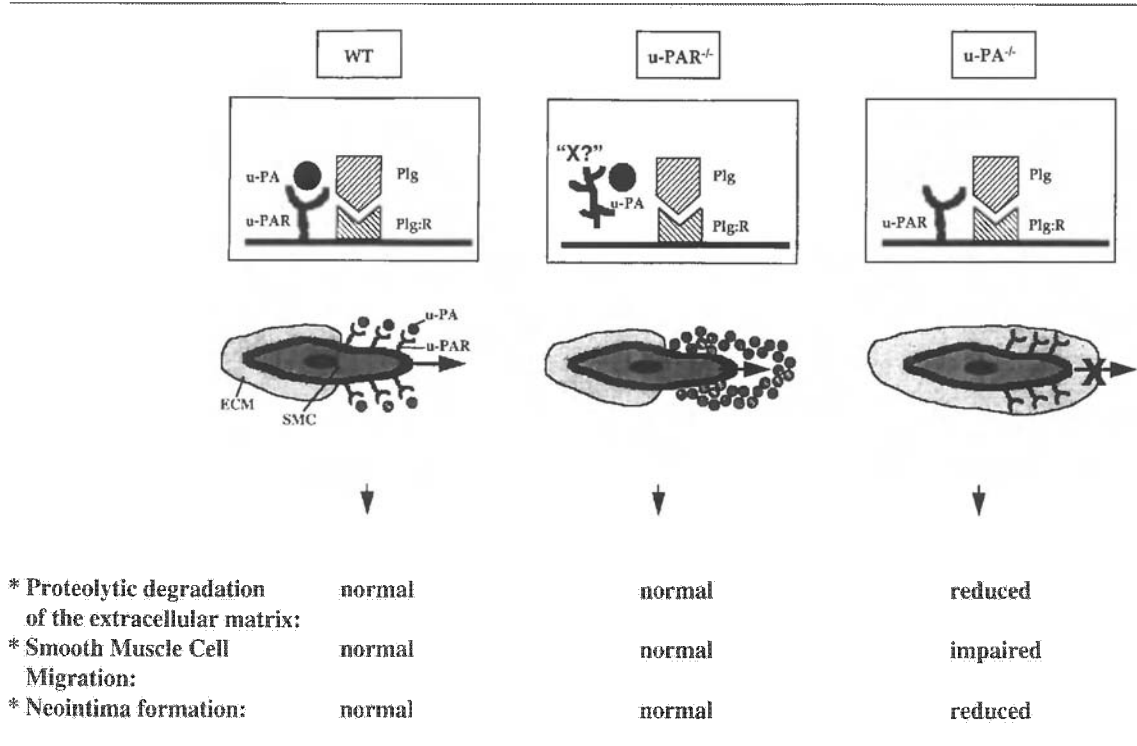 WT u-PAR-/- u-PA-/-
"X?"
u-PA Plg u-PA Plg Plg
u-PAR Plg:R Plg:R u-PAR Plg:R
u-PA
u-PAR
ECM
SMC
X
* Proteolytic degradation normal normal reduced
of the extracellular matrix:
* Smooth Muscle Cell normal normal impaired
Migration:
* Neointima formation: normal normal reduced